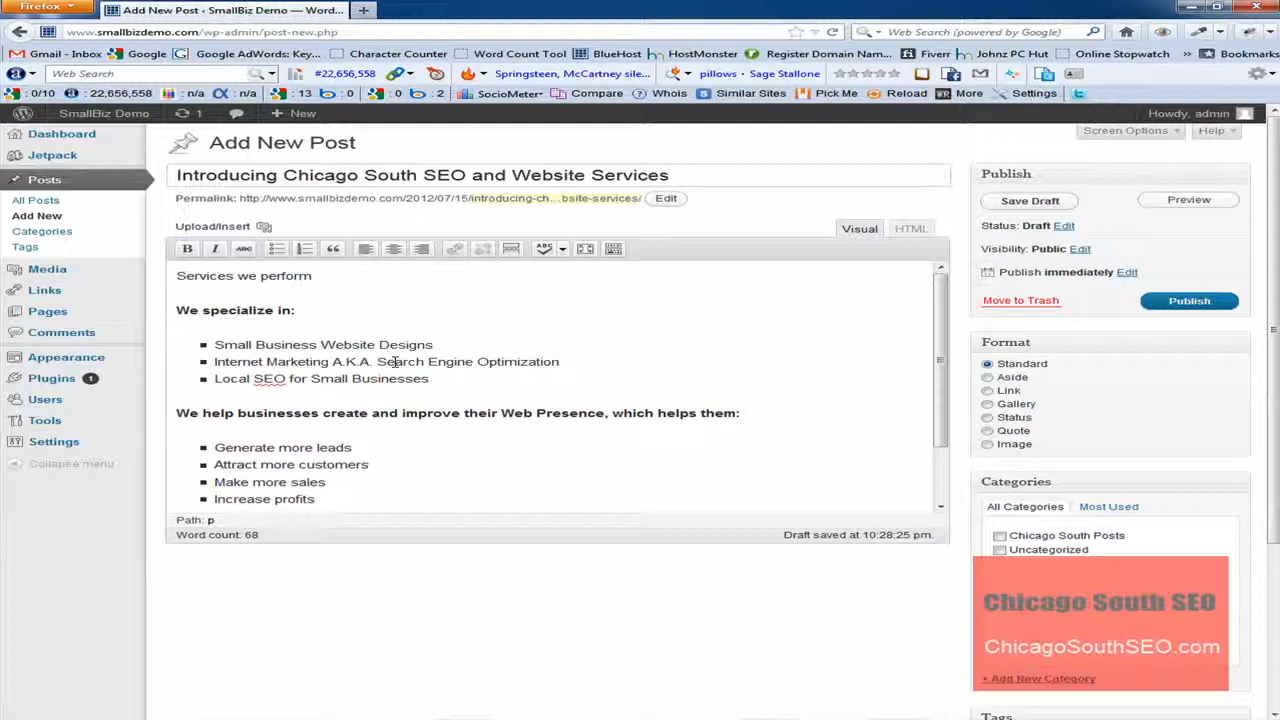 Firefox
Add New Post ‹ SmallBiz Demo — Word...
www.smallbizdemo.com/wp-admin/post-new.php
Web Search (powered by Google)
Gmail - Inbox
Google
Google AdWords: Key...
Character Counter
Word Count Tool
BlueHost
HostMonster
Register Domain Nam...
Fiverr
Johnz PC Hut
Online Stopwatch
Bookmarks
Web Search
#22,656,558
Springsteen, McCartney sile...
pillows - Sage Stallone
: 0/10
: 22,656,558
: n/a
: n/a
: 13
b : 0
: 0
b : 2
SocioMeter
Compare
Whois
Similar Sites
Pick Me
Reload
WR More
Settings
SmallBiz Demo
1
+ New
Howdy, admin
Dashboard
Jetpack
Posts
All Posts
Add New
Categories
Tags
Media
Links
Pages
Comments
Appearance
Plugins 1
Users
Tools
Settings
Collapse menu
Screen Options
Help
Add New Post
Introducing Chicago South SEO and Website Services
Permalink: http://www.smallbizdemo.com/2012/07/15/introducing-ch…bsite-services/ Edit
Upload/Insert
Visual
HTML
B I ABC
Services we perform
We specialize in:
Small Business Website Designs
Internet Marketing A.K.A. Search Engine Optimization
Local SEO for Small Businesses
We help businesses create and improve their Web Presence, which helps them:
Generate more leads
Attract more customers
Make more sales
Increase profits
Path: p
Word count: 68
Draft saved at 10:28:25 pm.
Publish
Save Draft
Preview
Status: Draft Edit
Visibility: Public Edit
Publish immediately Edit
Move to Trash
Publish
Format
Standard
Aside
Link
Gallery
Status
Quote
Image
Categories
All Categories
Most Used
Chicago South Posts
Uncategorized
Chicago South SEO
ChicagoSouthSEO.com
+ Add New Category
Tags